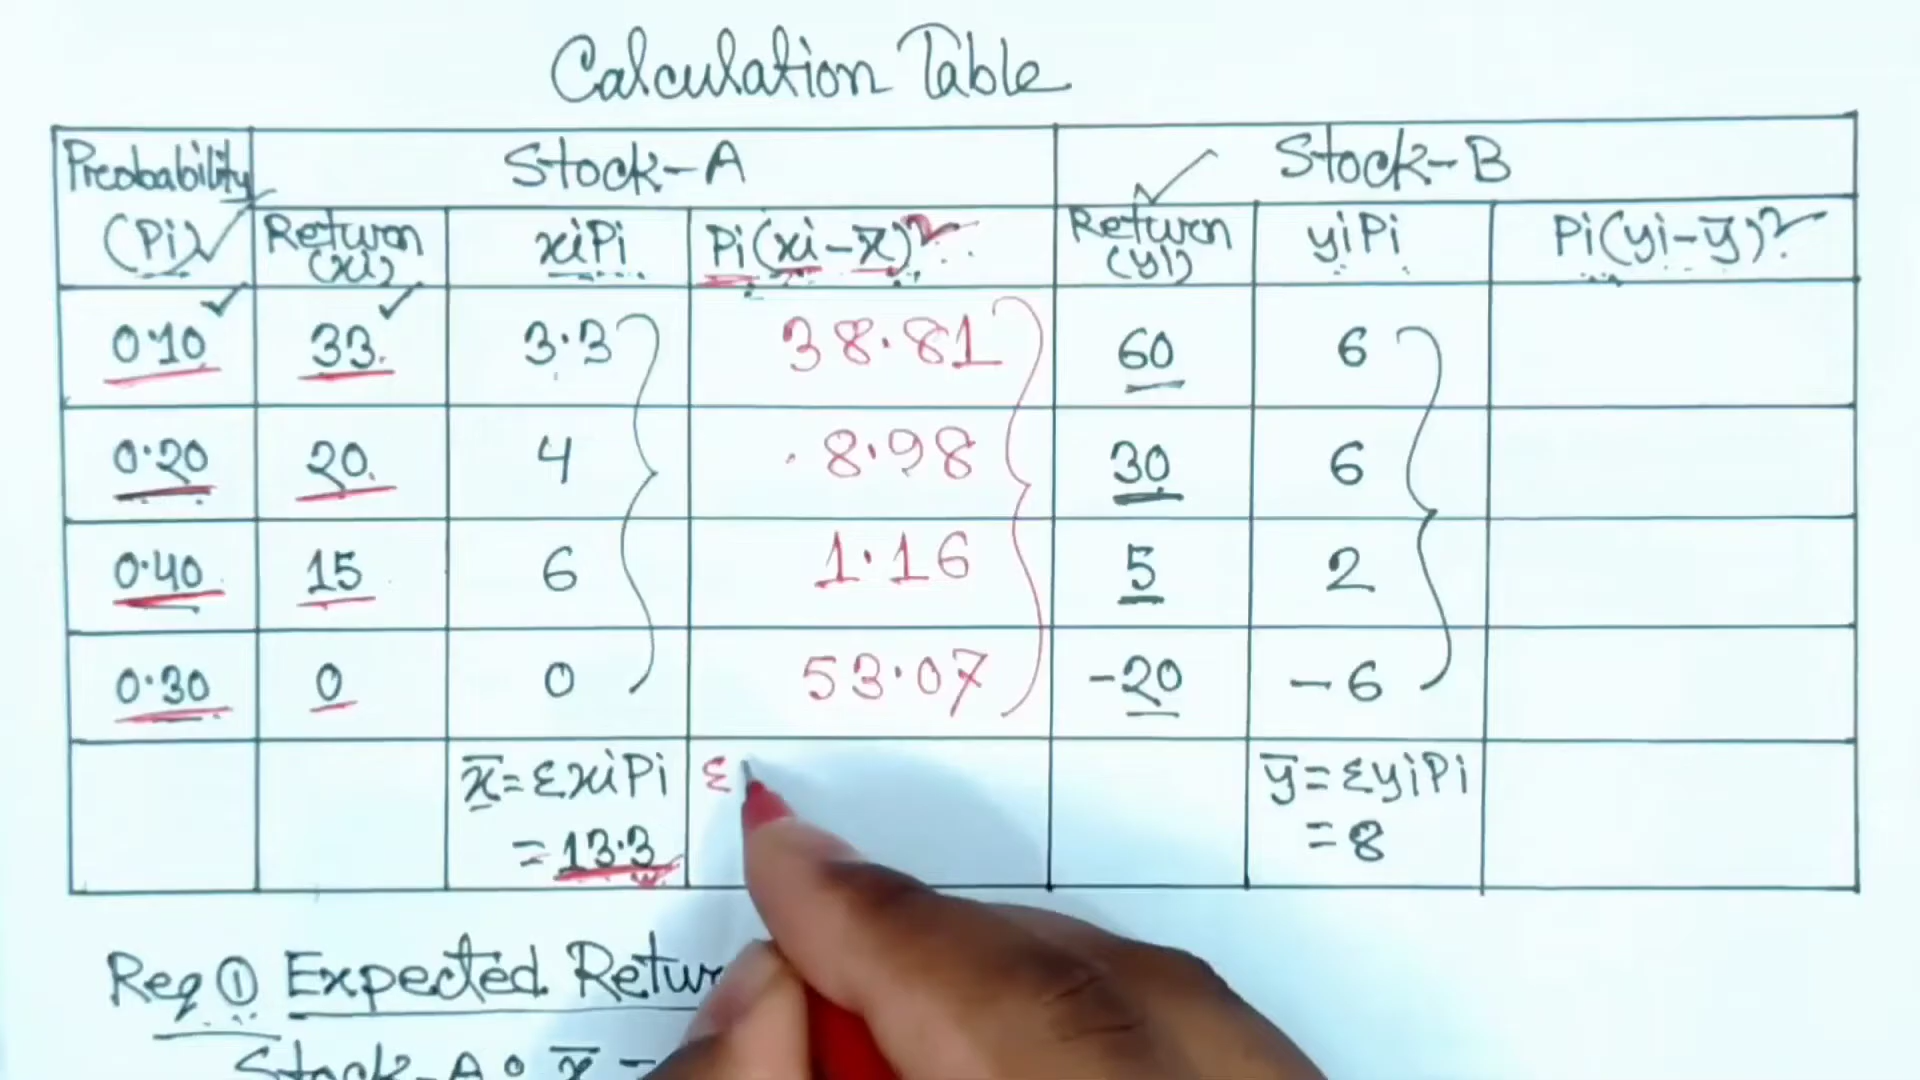 Calculation Table
Preobability (Pi) Stock-A Stock-B
Return (xi) xiPi Pi(xi-x̅)² Return (yi) yiPi Pi(yi-y̅)²
0.10 33 3.3 38.81 60 6
0.20 20 4 8.98 30 6
0.40 15 6 1.16 5 2
0.30 0 0 53.07 -20 -6
x̅=ΣxiPi Σ y̅=ΣyiPi
=13.3 =8
Req ① Expected Retur
Stock-A: x̅ =